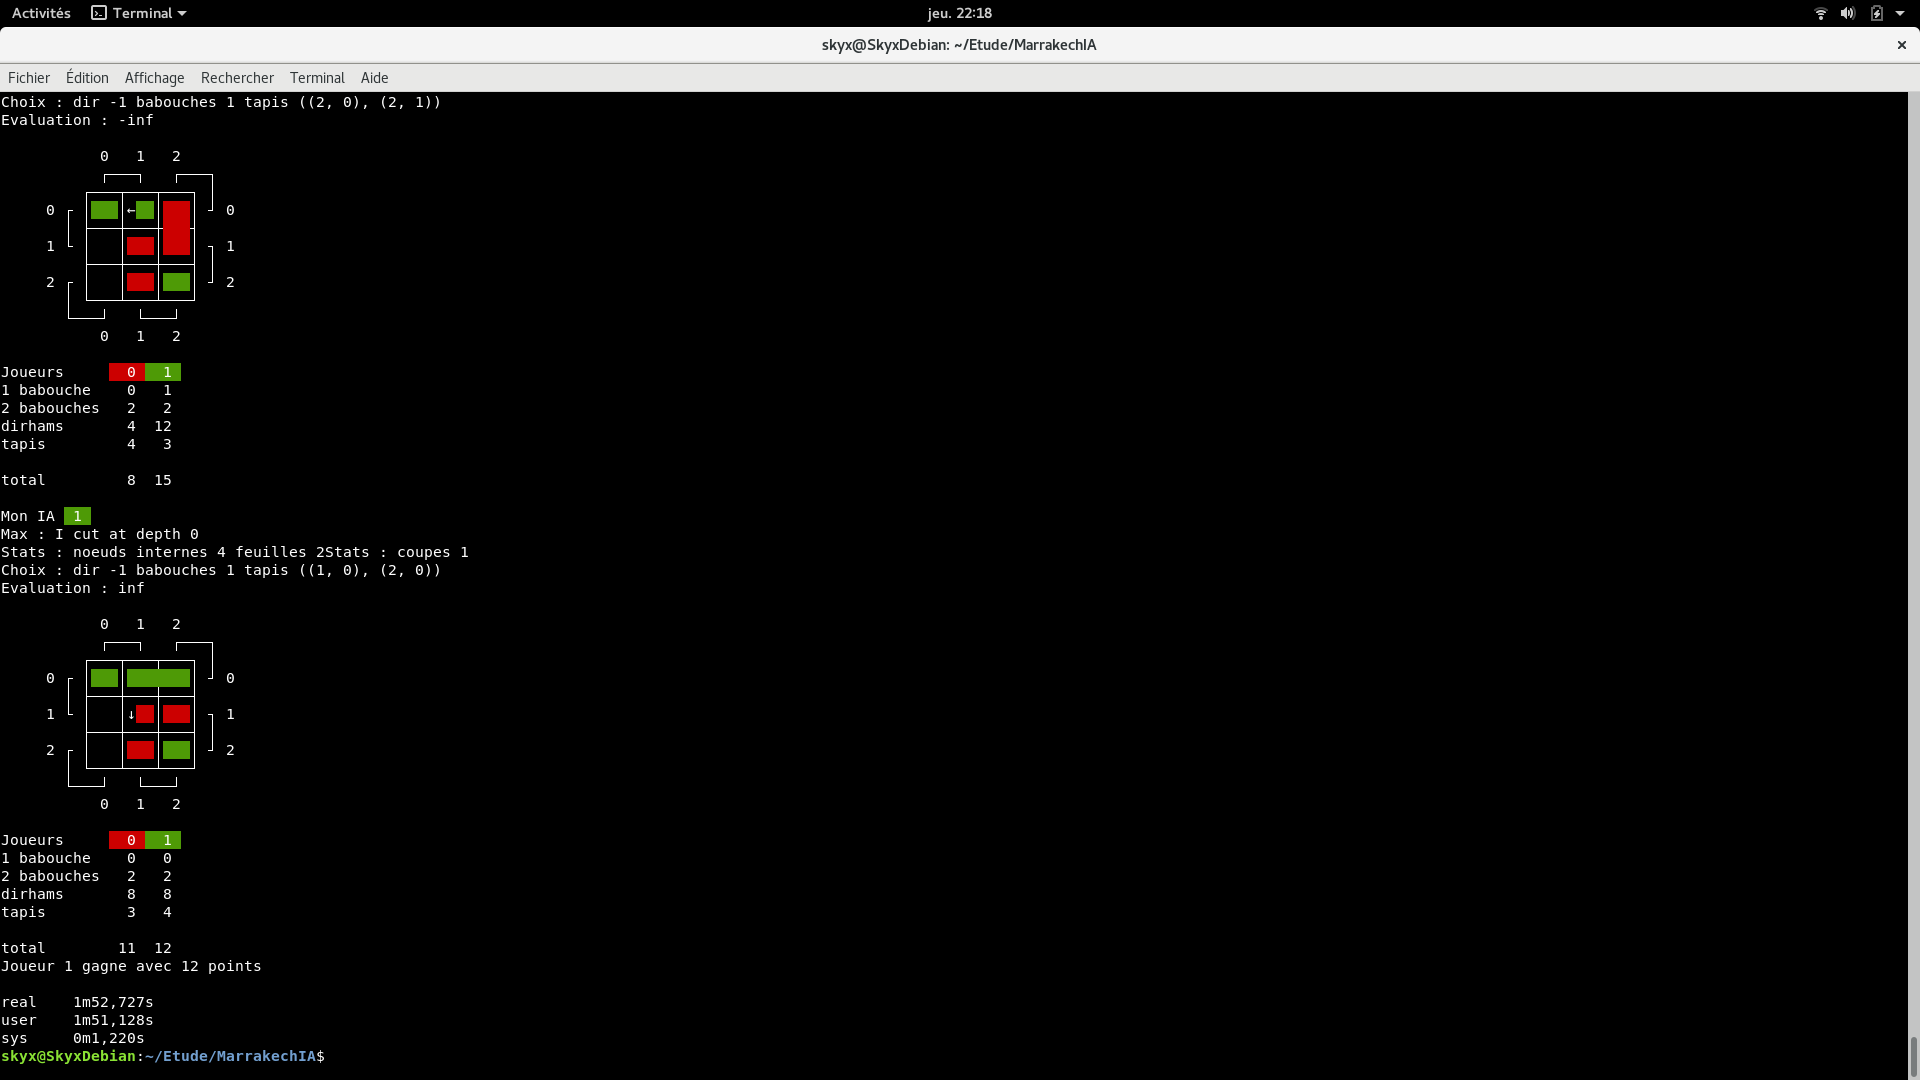 Activités Terminal jeu. 22:18
skyx@SkyxDebian: ~/Etude/MarrakechIA
Fichier Édition Affichage Rechercher Terminal Aide
Choix : dir -1 babouches 1 tapis ((2, 0), (2, 1))
Evaluation : -inf
0 1 2
0 ← 0
1 1
2 2
0 1 2
Joueurs 0 1
1 babouche 0 1
2 babouches 2 2
dirhams 4 12
tapis 4 3
total 8 15
Mon IA 1
Max : I cut at depth 0
Stats : noeuds internes 4 feuilles 2Stats : coupes 1
Choix : dir -1 babouches 1 tapis ((1, 0), (2, 0))
Evaluation : inf
0 1 2
0 0
1 ↓ 1
2 2
0 1 2
Joueurs 0 1
1 babouche 0 0
2 babouches 2 2
dirhams 8 8
tapis 3 4
total 11 12
Joueur 1 gagne avec 12 points
real 1m52,727s
user 1m51,128s
sys 0m1,220s
skyx@SkyxDebian:~/Etude/MarrakechIA$